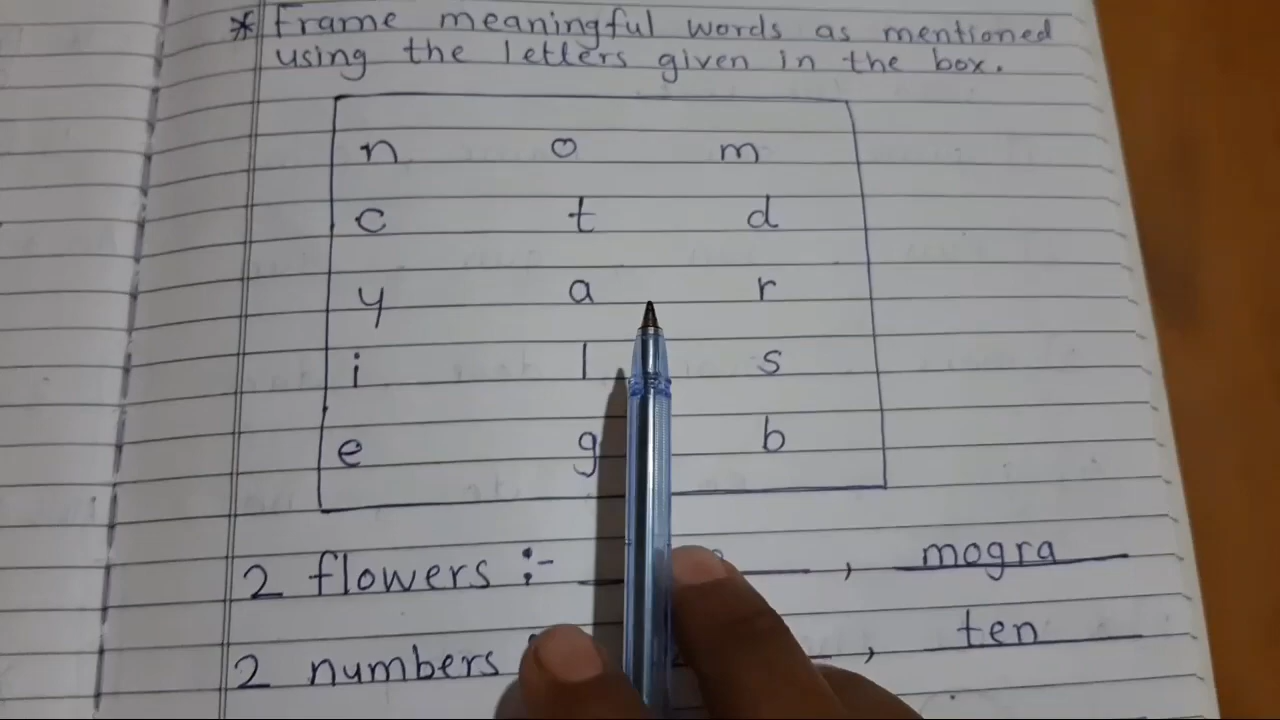 * Frame meaningful words as mentioned
using the letters given in the box.
n o m
c t d
y a r
i l s
e g b
2 flowers :- , mogra
2 numbers , ten